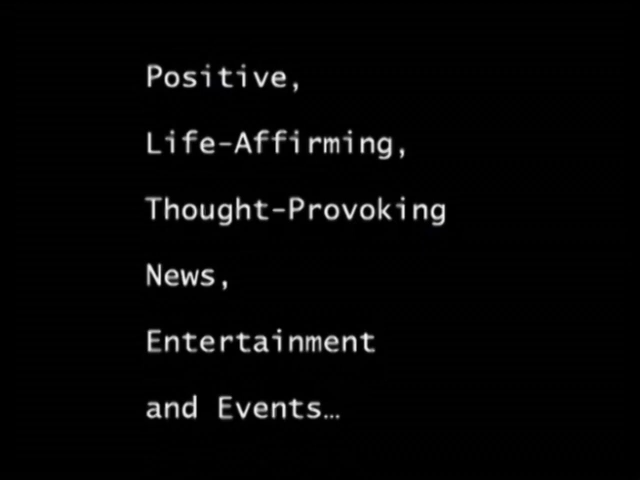 Positive,
Life-Affirming,
Thought-Provoking
News,
Entertainment
and Events…